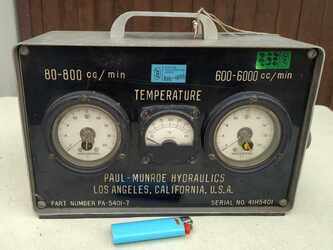 80-800 cc/min
600-6000 cc/min
TEMPERATURE
PAUL-MUNROE HYDRAULICS
LOS ANGELES, CALIFORNIA, U.S.A.
PART NUMBER PA-5401-7
SERIAL NO. 41H5401